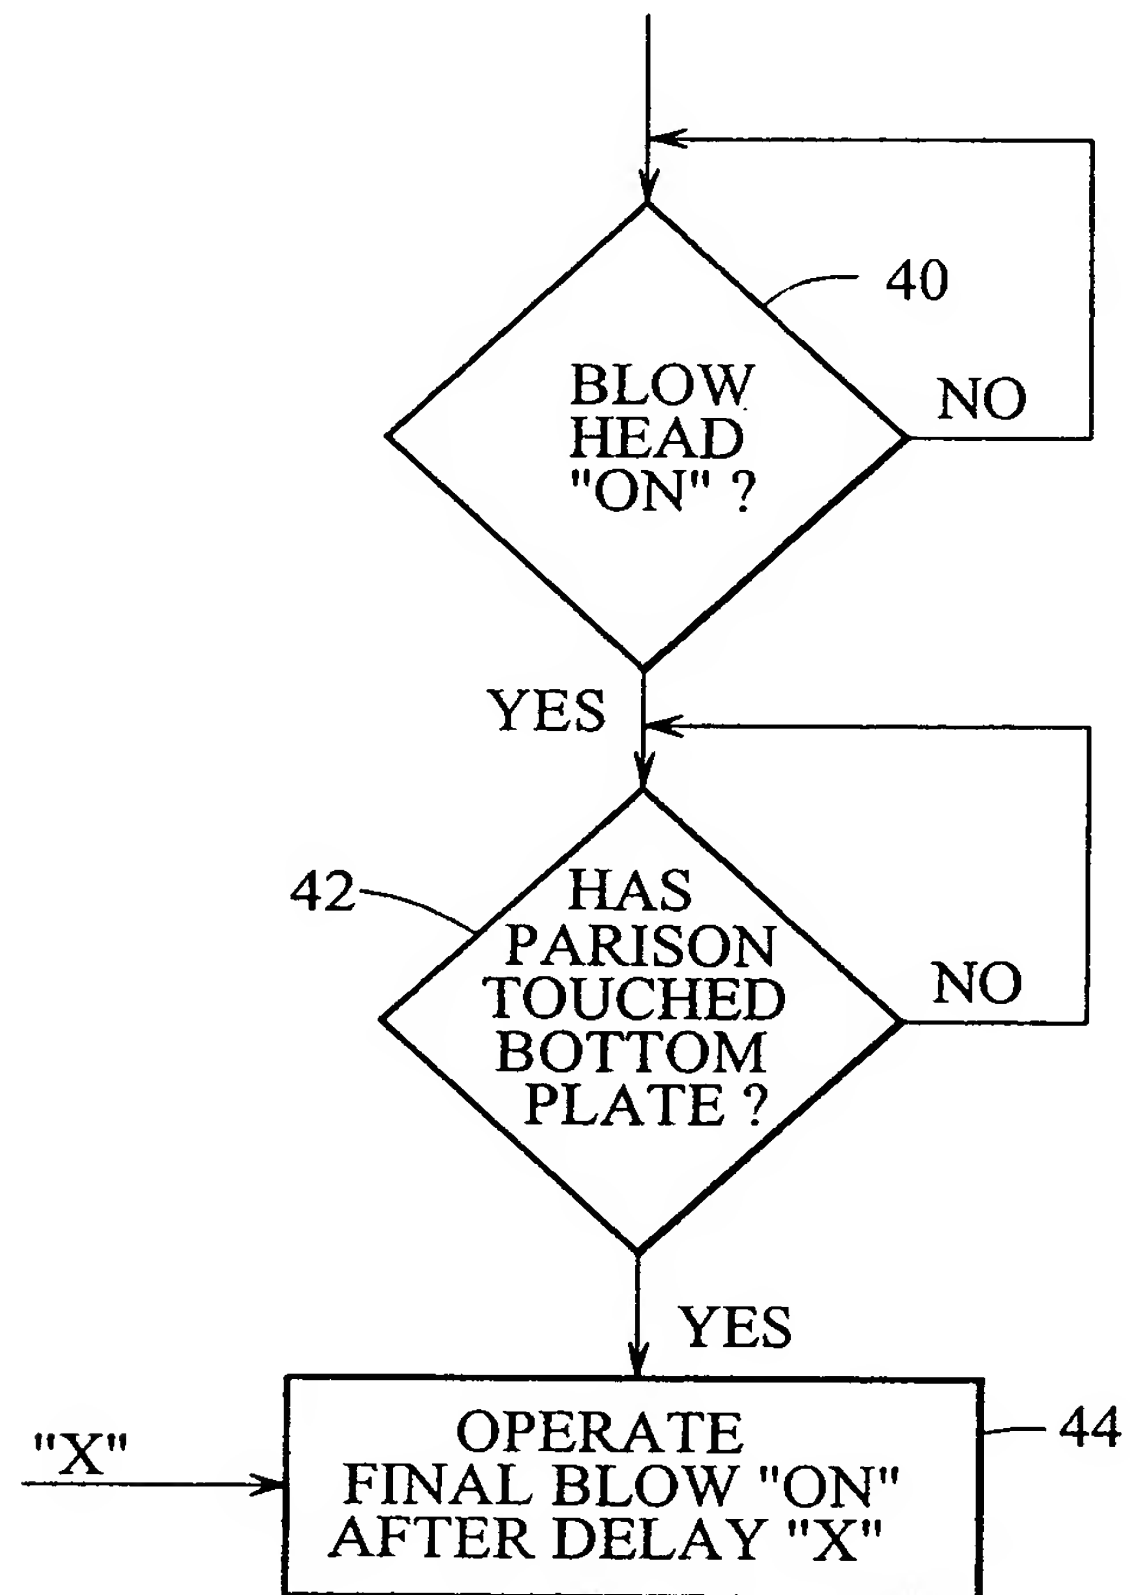 40
BLOW
HEAD
"ON" ?
NO
YES
42
HAS
PARISON
TOUCHED
BOTTOM
PLATE ?
NO
YES
"X"
OPERATE
FINAL BLOW "ON"
AFTER DELAY "X"
44